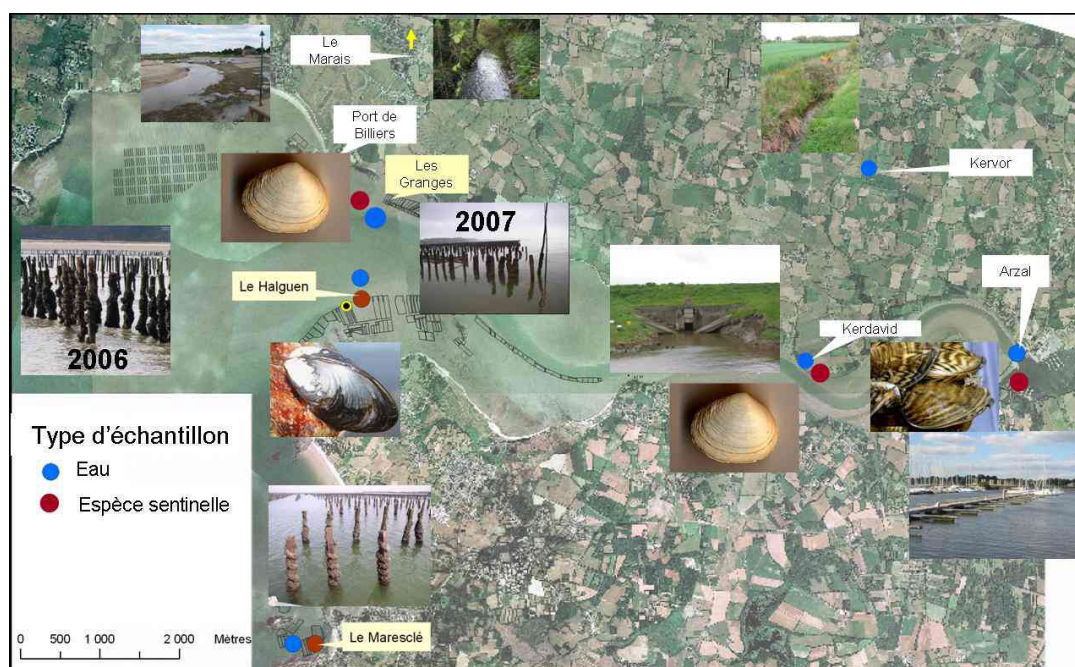 Le
Marais
Port de
Billiers
Les
Granges
Kervor
2007
Le Halguen
Arzal
2006
Kerdavid
Type d'échantillon
Eau
Espèce sentinelle
Le Maresclé
0 500 1 000 2 000 Mètres